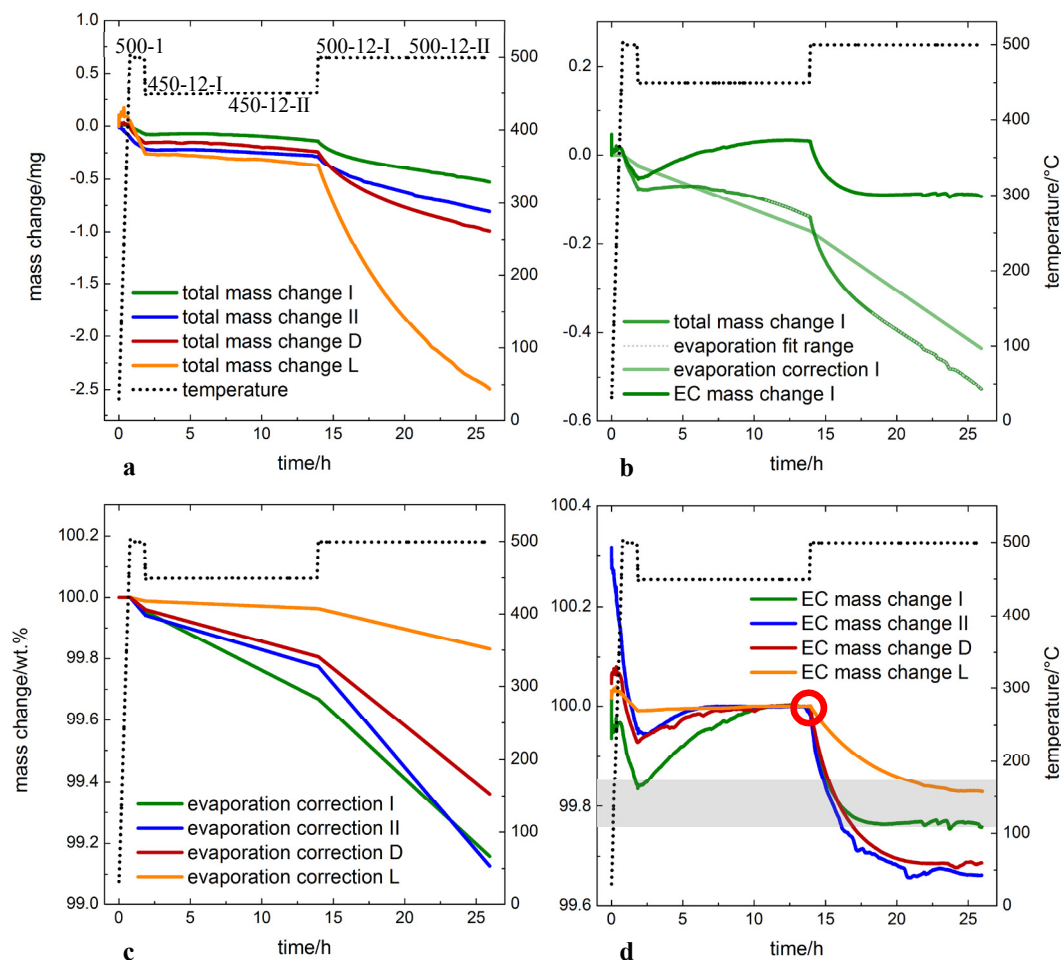 1.0
0.5
0.0
-0.5
-1.0
-1.5
-2.0
-2.5
mass change/mg
500-1
450-12-I
450-12-II
500-12-I
500-12-II
total mass change I
total mass change II
total mass change D
total mass change L
temperature
500
400
300
200
100
0
0 5 10 15 20 25
time/h
a
0.2
0.0
-0.2
-0.4
-0.6
total mass change I
evaporation fit range
evaporation correction I
EC mass change I
500
400
300
200
100
0
temperature/°C
0 5 10 15 20 25
time/h
b
100.2
100.0
99.8
99.6
99.4
99.2
99.0
mass change/wt.%
evaporation correction I
evaporation correction II
evaporation correction D
evaporation correction L
500
400
300
200
100
0
0 5 10 15 20 25
time/h
c
100.4
100.2
100.0
99.8
99.6
EC mass change I
EC mass change II
EC mass change D
EC mass change L
500
400
300
200
100
0
temperature/°C
0 5 10 15 20 25
time/h
d